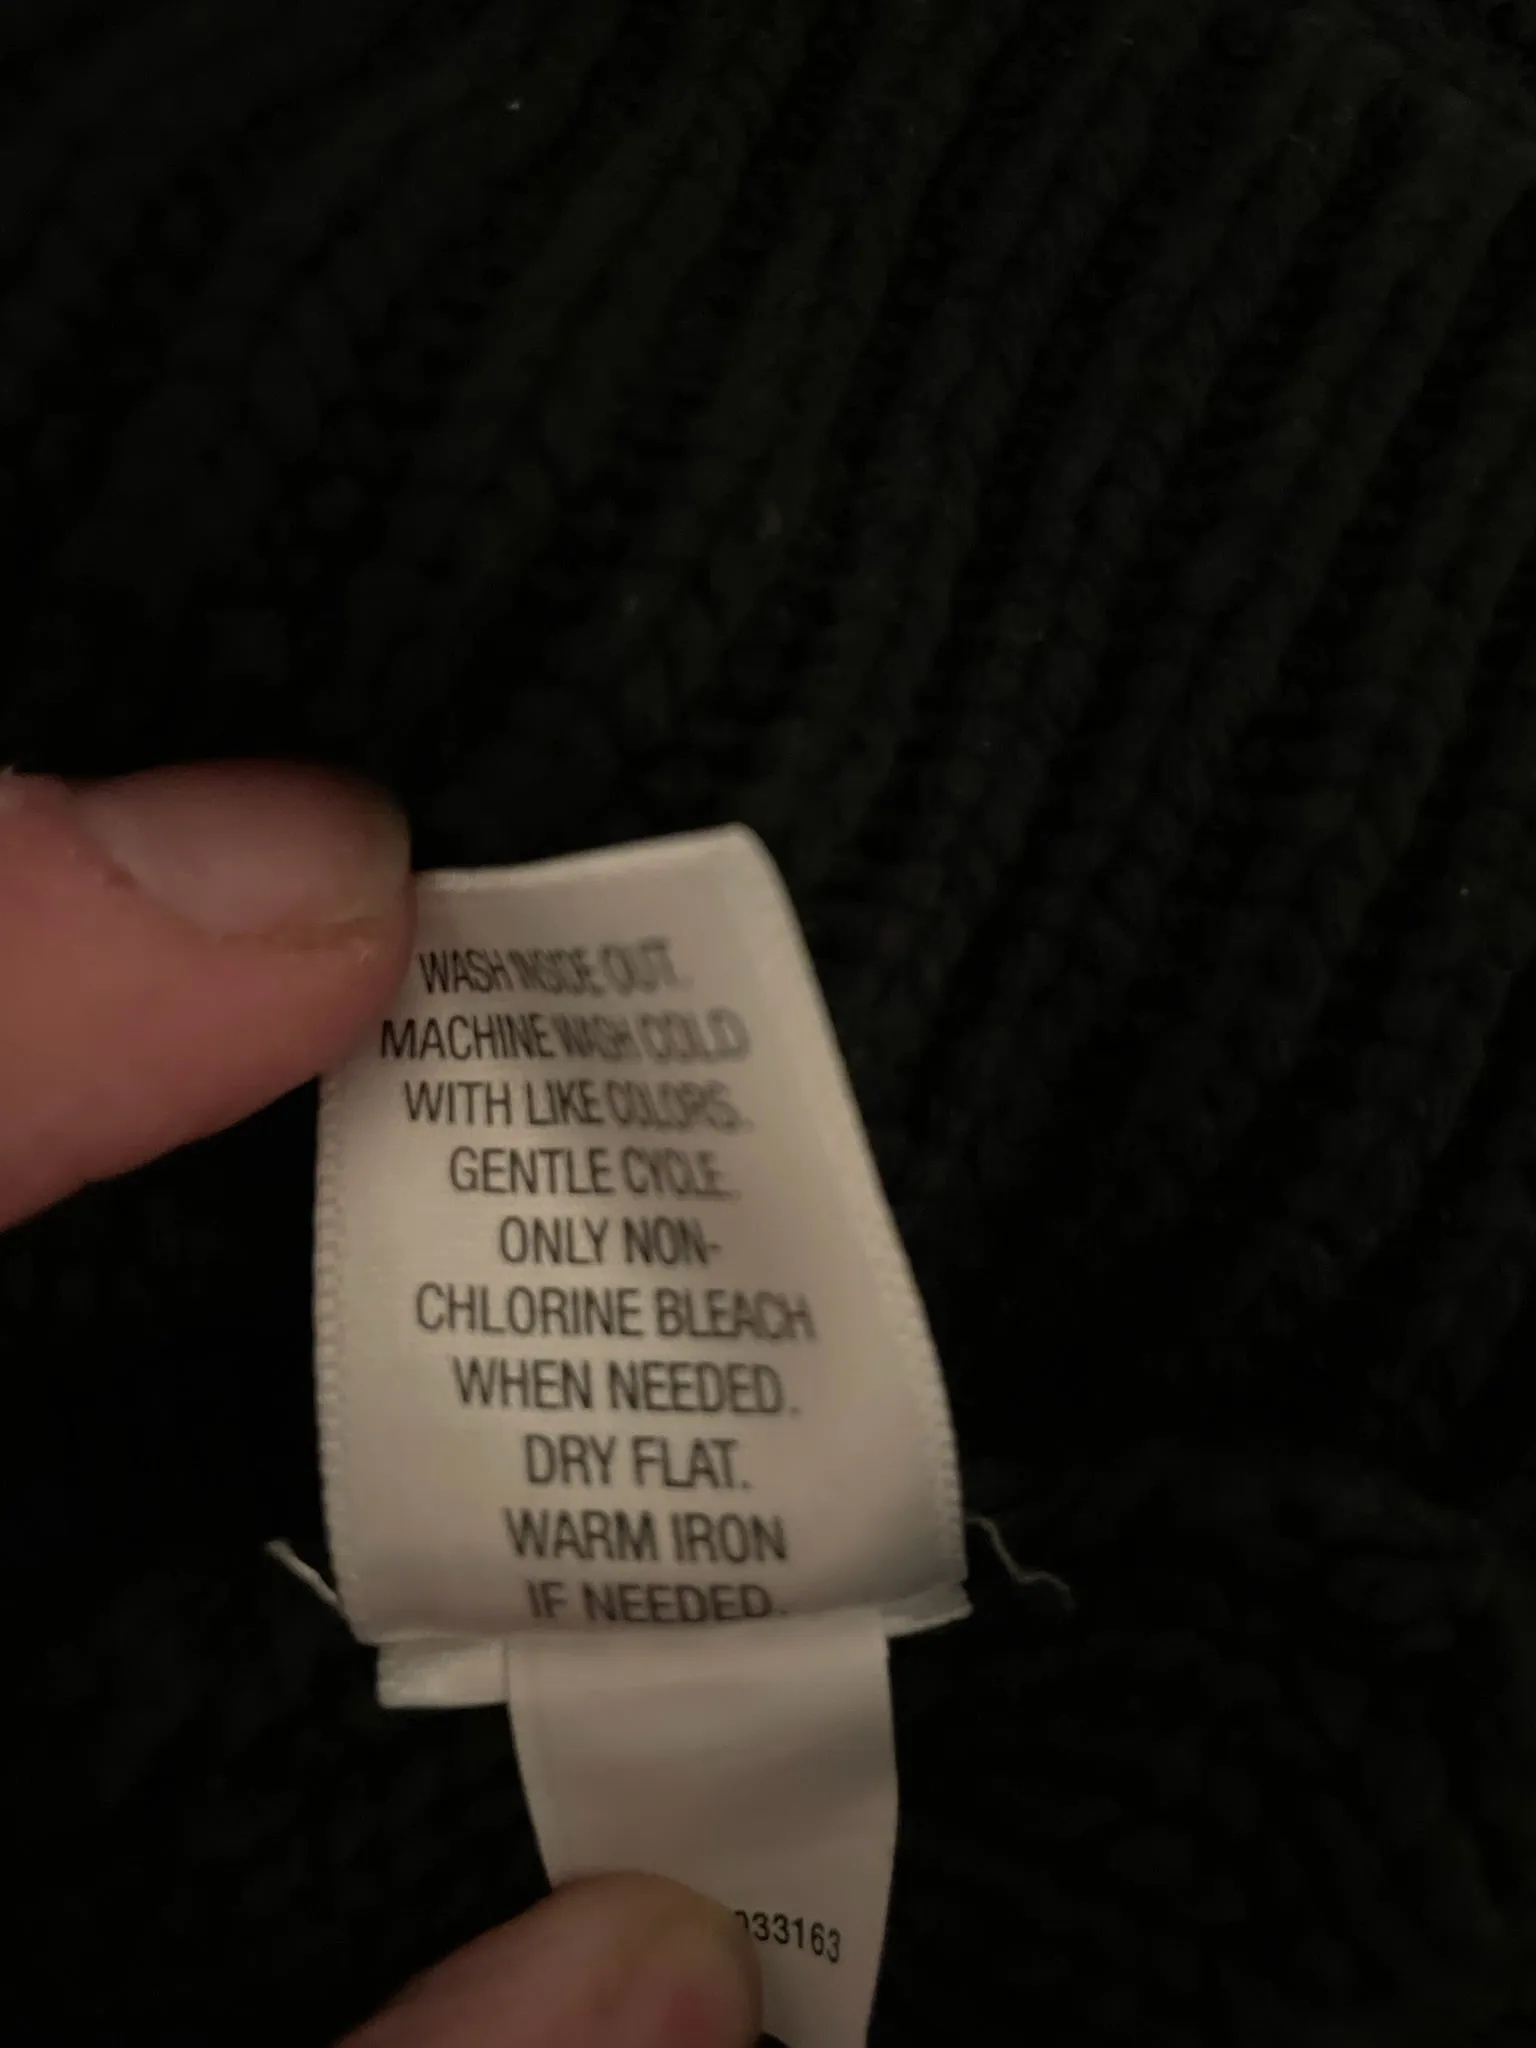 WASH INSIDE OUT.
MACHINE WASH COLD
WITH LIKE COLORS.
GENTLE CYCLE.
ONLY NON-
CHLORINE BLEACH
WHEN NEEDED.
DRY FLAT.
WARM IRON
IF NEEDED.
33163